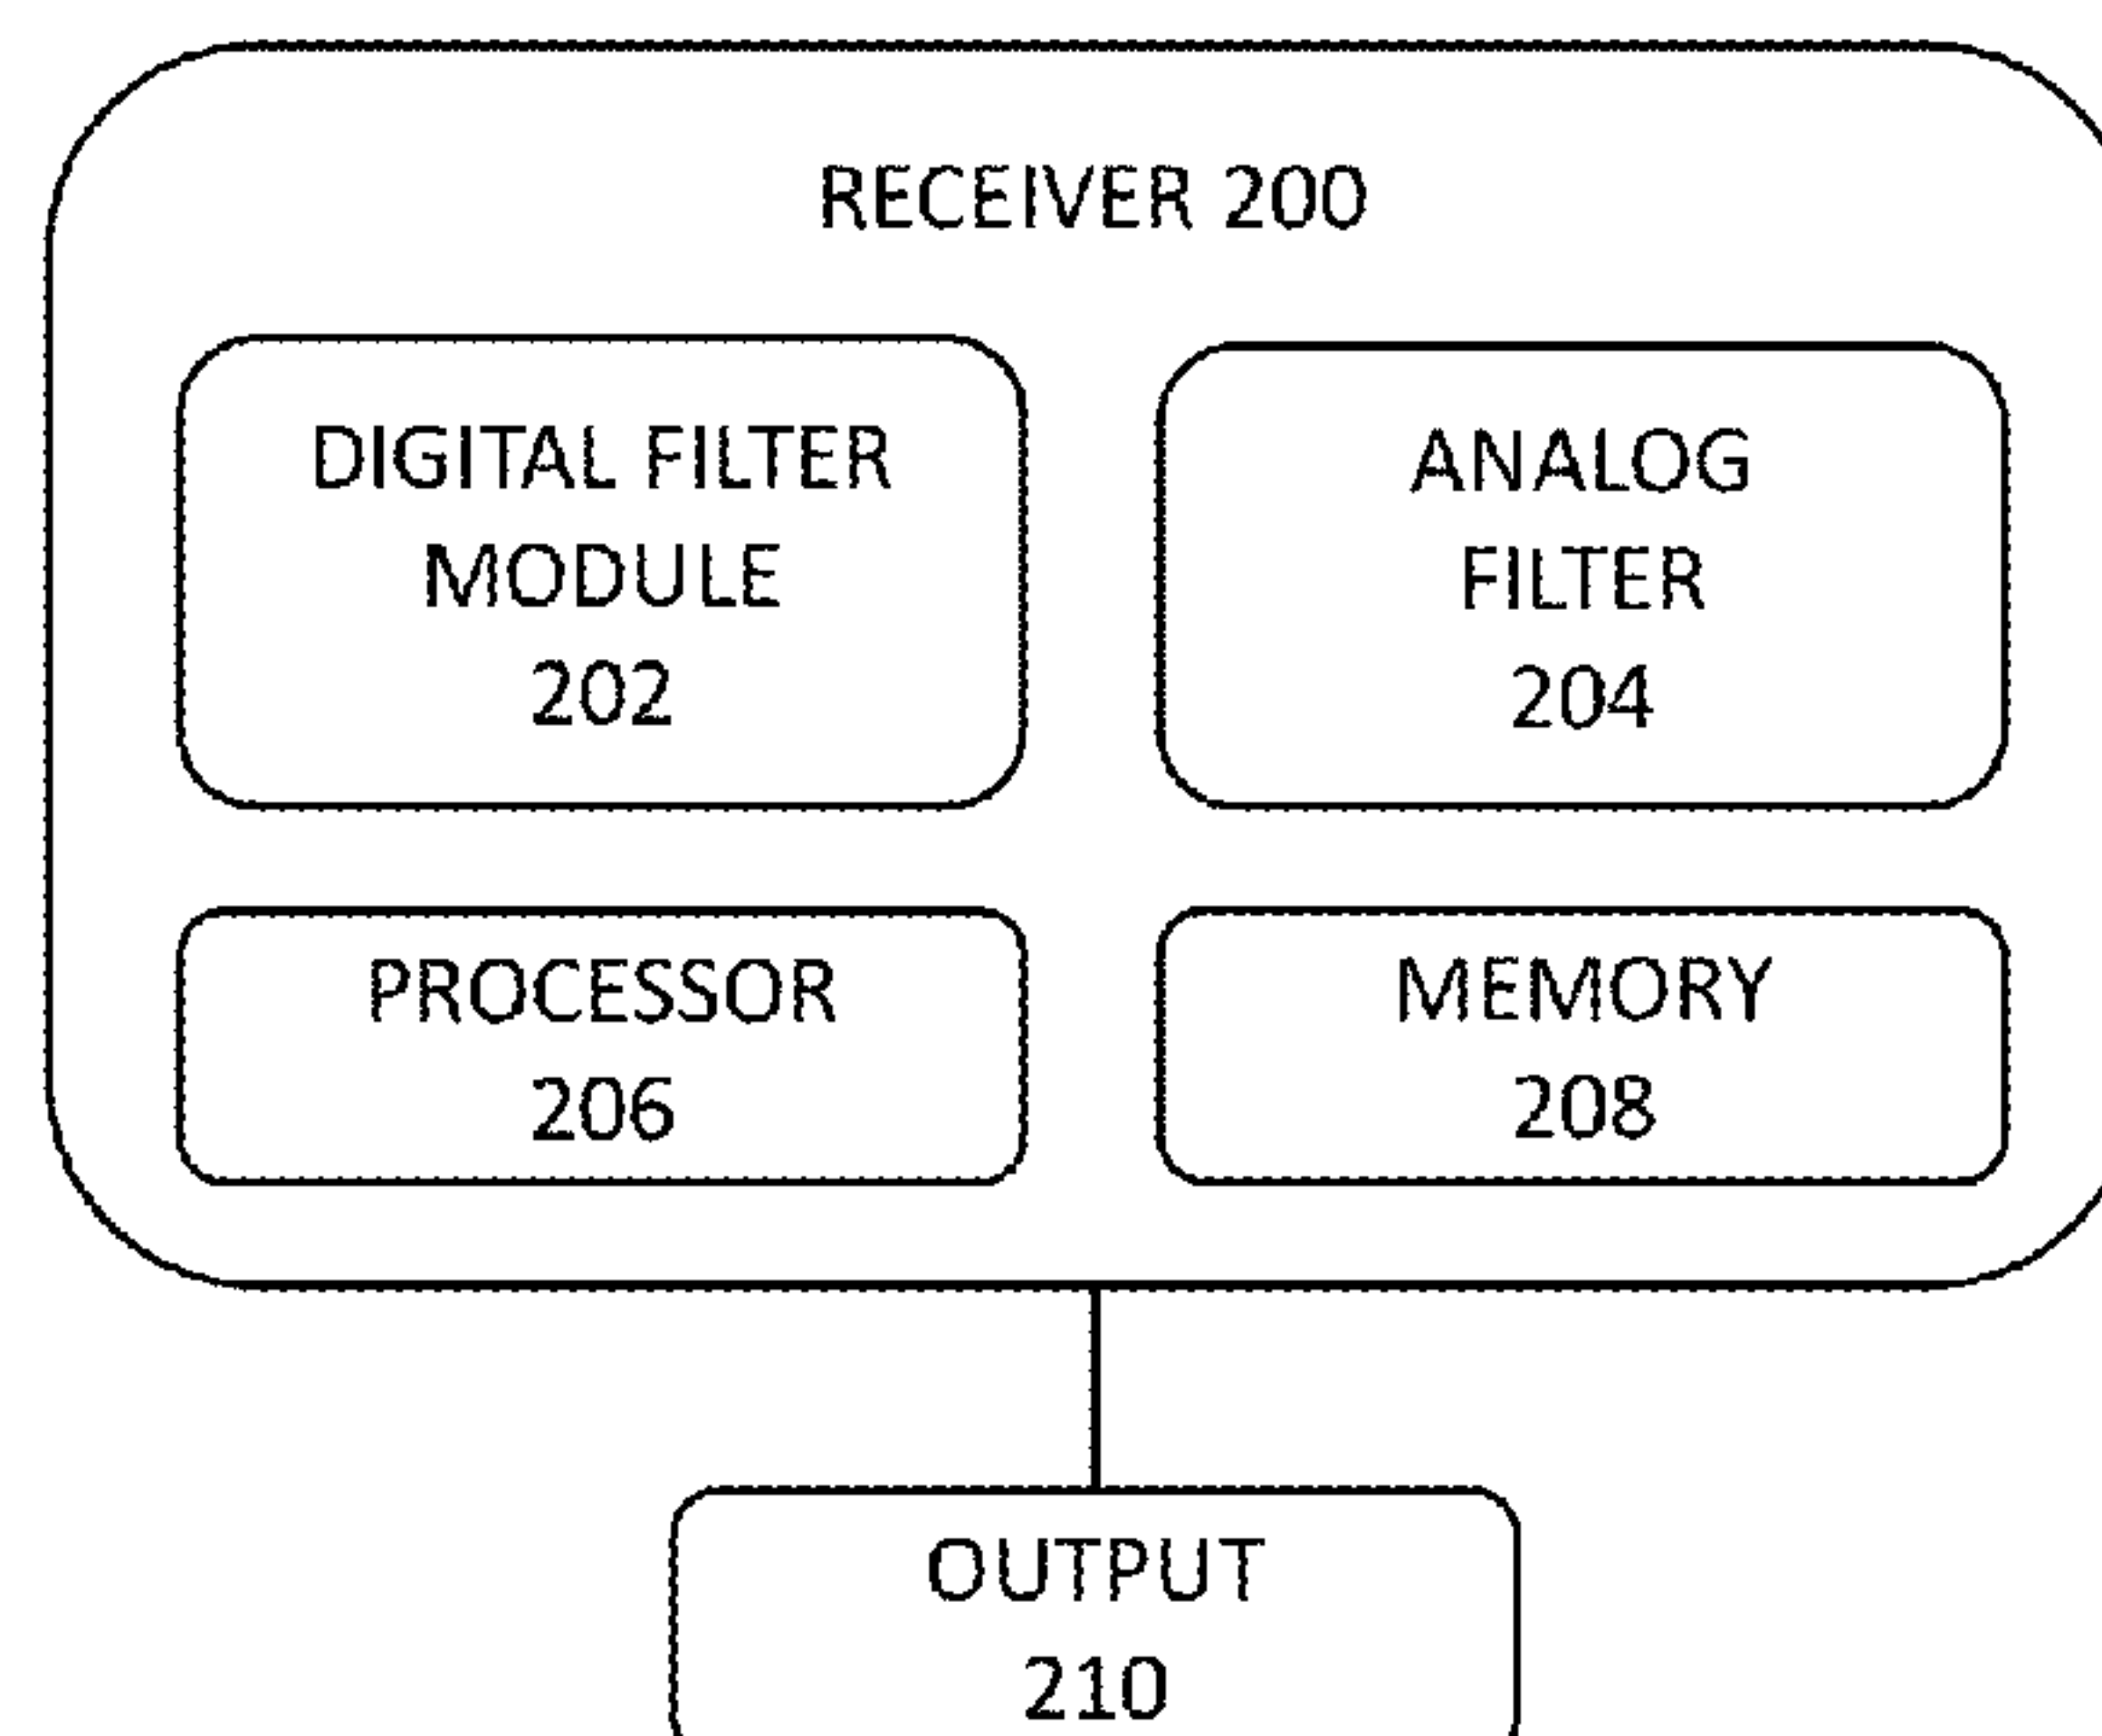 RECEIVER 200
DIGITAL FILTER
MODULE
202
ANALOG
FILTER
204
PROCESSOR
206
MEMORY
208
OUTPUT
210